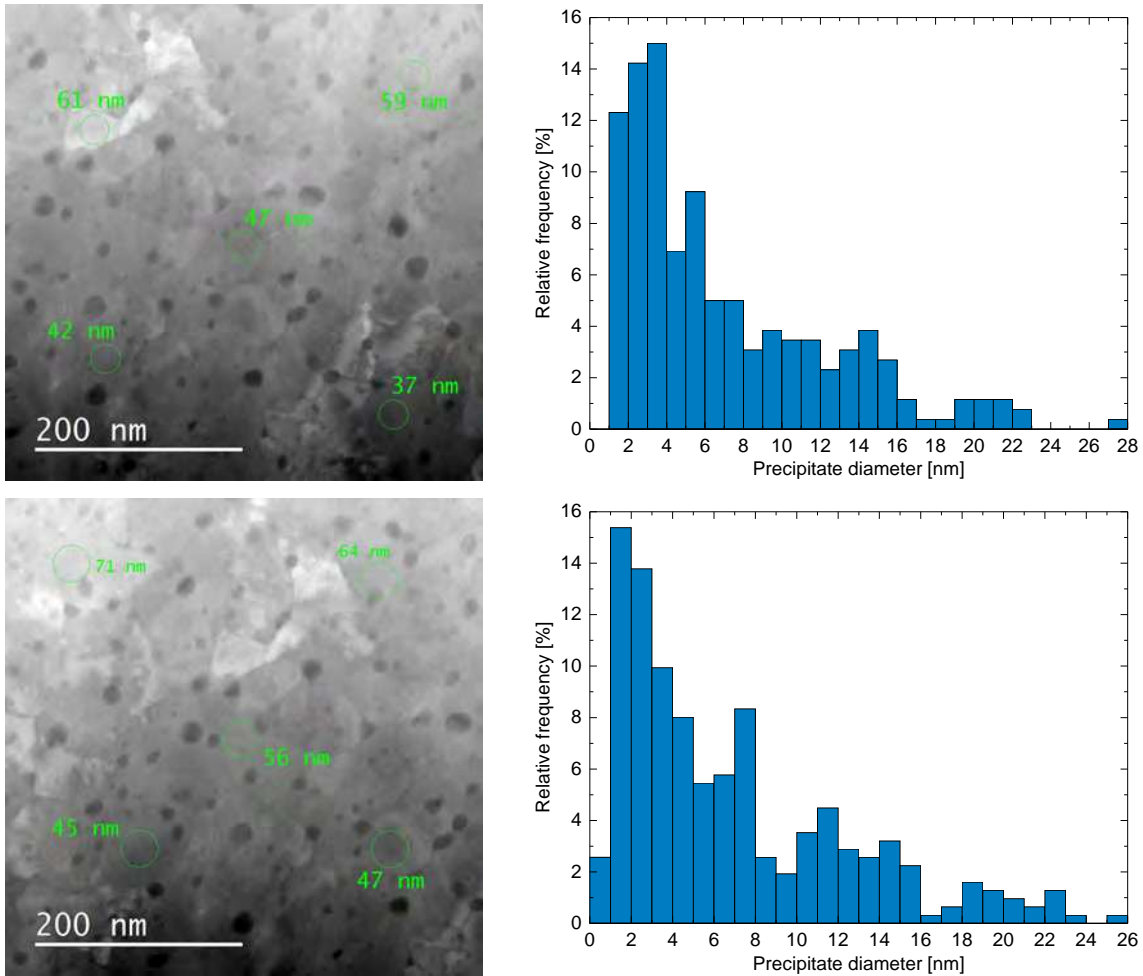 61 nm
59 nm
47 nm
42 nm
37 nm
200 nm
16
14
12
10
8
6
4
2
0
Relative frequency [%]
0 2 4 6 8 10 12 14 16 18 20 22 24 26 28
Precipitate diameter [nm]
71 nm
64 nm
56 nm
45 nm
47 nm
200 nm
16
14
12
10
8
6
4
2
0
Relative frequency [%]
0 2 4 6 8 10 12 14 16 18 20 22 24 26
Precipitate diameter [nm]